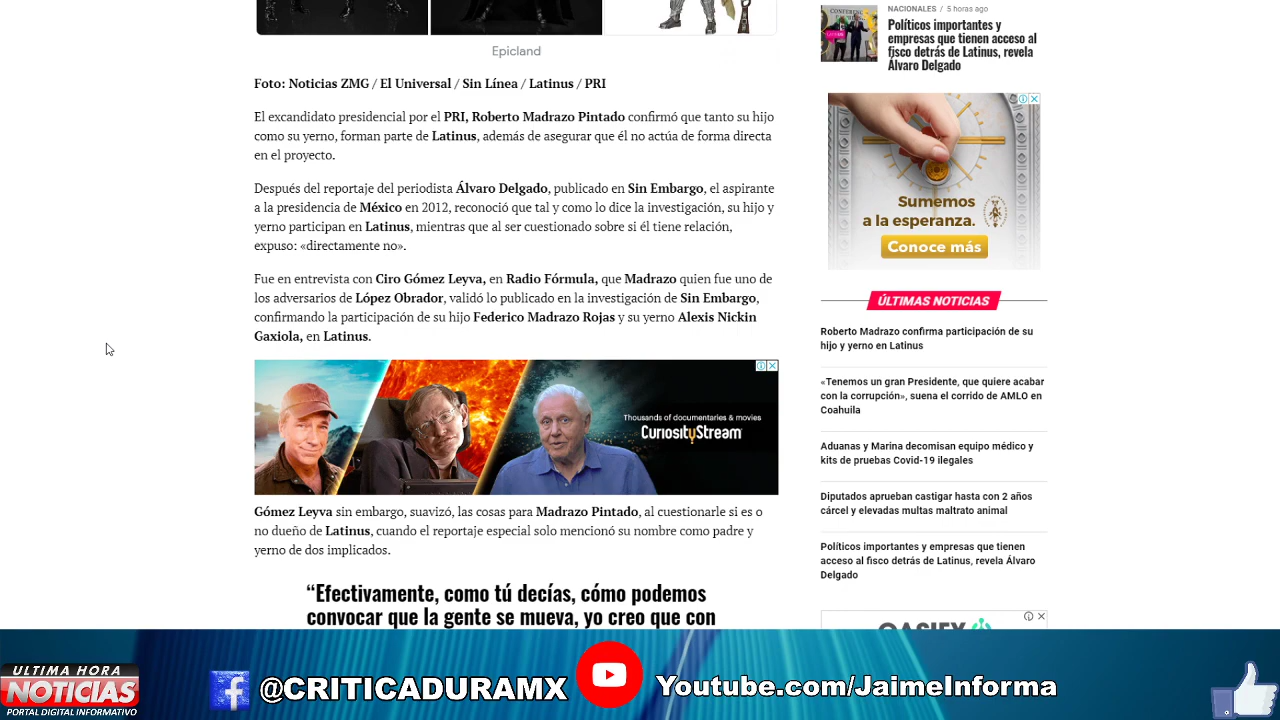 Epicland
Foto: Noticias ZMG / El Universal / Sin Línea / Latinus / PRI
El excandidato presidencial por el PRI, Roberto Madrazo Pintado confirmó que tanto su hijo
como su yerno, forman parte de Latinus, además de asegurar que él no actúa de forma directa
en el proyecto.
Después del reportaje del periodista Álvaro Delgado, publicado en Sin Embargo, el aspirante
a la presidencia de México en 2012, reconoció que tal y como lo dice la investigación, su hijo y
yerno participan en Latinus, mientras que al ser cuestionado sobre si él tiene relación,
expuso: «directamente no».
Fue en entrevista con Ciro Gómez Leyva, en Radio Fórmula, que Madrazo quien fue uno de
los adversarios de López Obrador, validó lo publicado en la investigación de Sin Embargo,
confirmando la participación de su hijo Federico Madrazo Rojas y su yerno Alexis Nickin
Gaxiola, en Latinus.
Thousands of documentaries & movies
CURIOSITYSTREAM
Gómez Leyva sin embargo, suavizó, las cosas para Madrazo Pintado, al cuestionarle si es o
no dueño de Latinus, cuando el reportaje especial solo mencionó su nombre como padre y
yerno de dos implicados.
“Efectivamente, como tú decías, cómo podemos
convocar que la gente se mueva, yo creo que con
NACIONALES / 5 horas ago
Políticos importantes y
empresas que tienen acceso al
fisco detrás de Latinus, revela
Álvaro Delgado
Sumemos
a la esperanza.
Conoce más
ÚLTIMAS NOTICIAS
Roberto Madrazo confirma participación de su
hijo y yerno en Latinus
«Tenemos un gran Presidente, que quiere acabar
con la corrupción», suena el corrido de AMLO en
Coahuila
Aduanas y Marina decomisan equipo médico y
kits de pruebas Covid-19 ilegales
Diputados aprueban castigar hasta con 2 años
cárcel y elevadas multas maltrato animal
Políticos importantes y empresas que tienen
acceso al fisco detrás de Latinus, revela Álvaro
Delgado
ULTIMA HORA
NOTICIAS
PORTAL DIGITAL INFORMATIVO
@CRITICADURAMX
Youtube.com/JaimeInforma